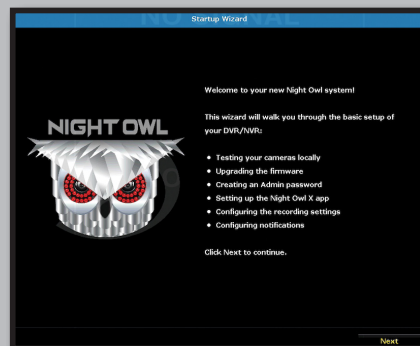 Startup Wizard
Welcome to your new Night Owl system!
This wizard will walk you through the basic setup of
your DVR/NVR:
NIGHT OWL
• Testing your cameras locally
• Upgrading the firmware
• Creating an Admin password
• Setting up the Night Owl X app
• Configuring the recording settings
• Configuring notifications
Click Next to continue.
Next